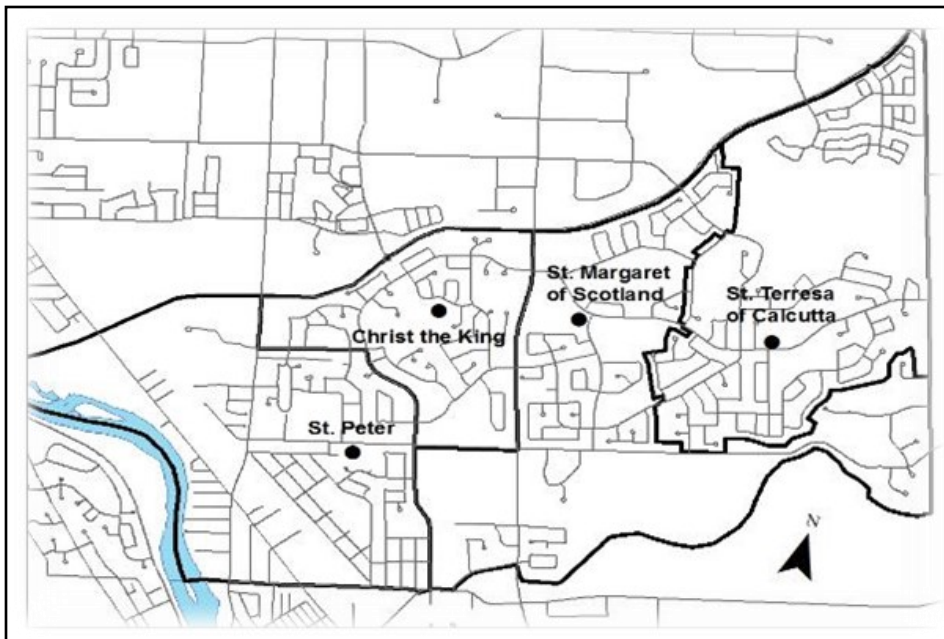 St. Margaret
of Scotland
St. Terresa
of Calcutta
Christ the King
St. Peter
N